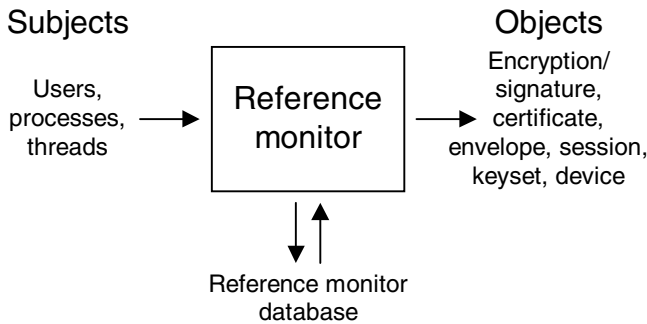 Subjects
Objects
Users,
processes,
threads
Reference
monitor
Encryption/
signature,
certificate,
envelope, session,
keyset, device
Reference monitor
database